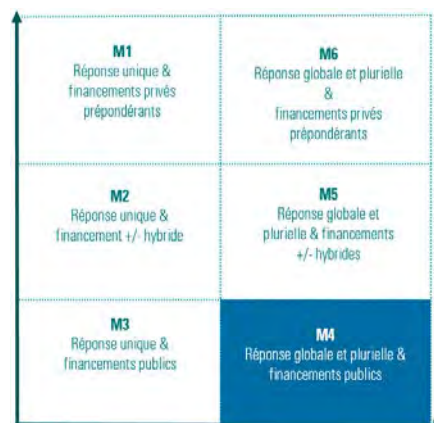 M1
Réponse unique &
financements privés
prépondérants
M6
Réponse globale et plurielle
&
financements privés
prépondérants
M2
Réponse unique &
financement +/- hybride
M5
Réponse globale et
plurielle & financements
+/- hybrides
M3
Réponse unique &
financements publics
M4
Réponse globale et plurielle &
financements publics